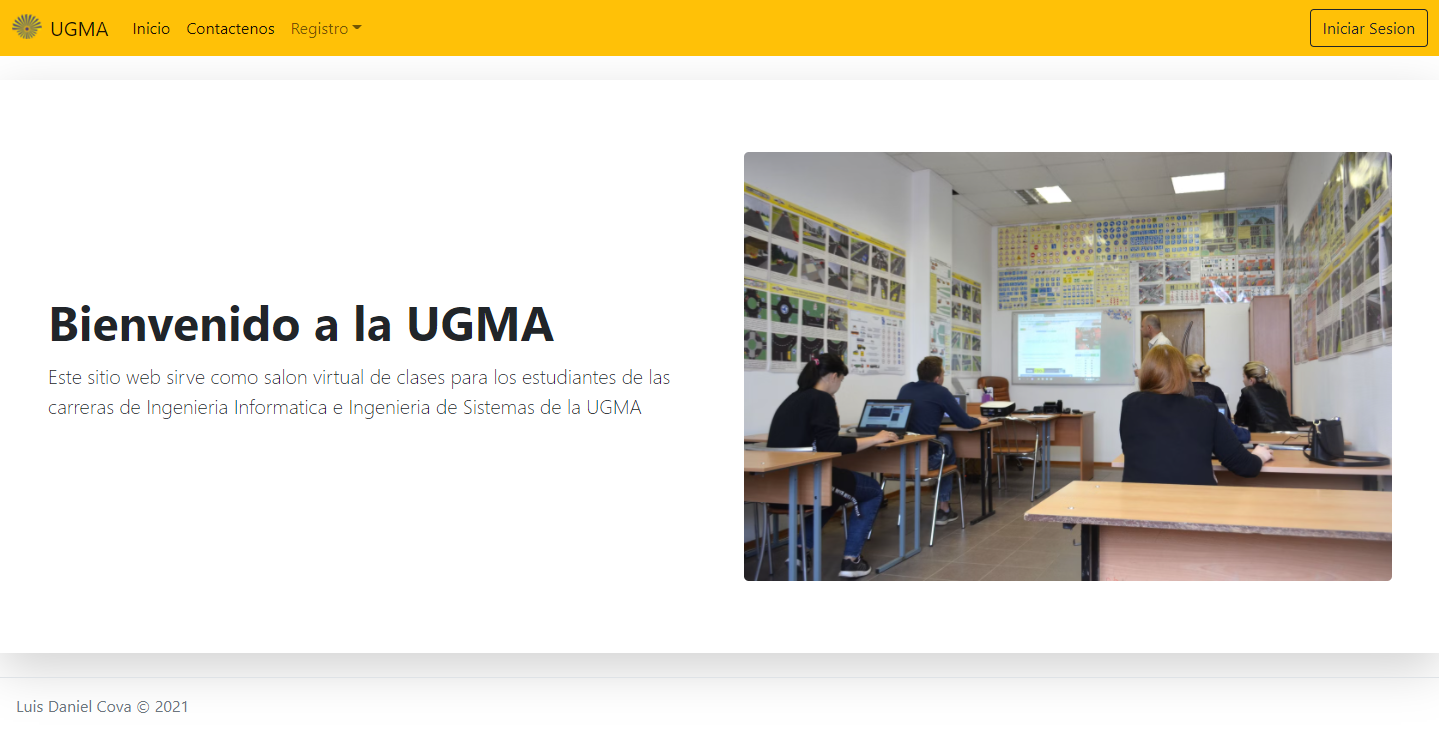 UGMA
Inicio
Contactenos
Registro
Iniciar Sesion
Bienvenido a la UGMA
Este sitio web sirve como salon virtual de clases para los estudiantes de las
carreras de Ingenieria Informatica e Ingenieria de Sistemas de la UGMA
Luis Daniel Cova © 2021